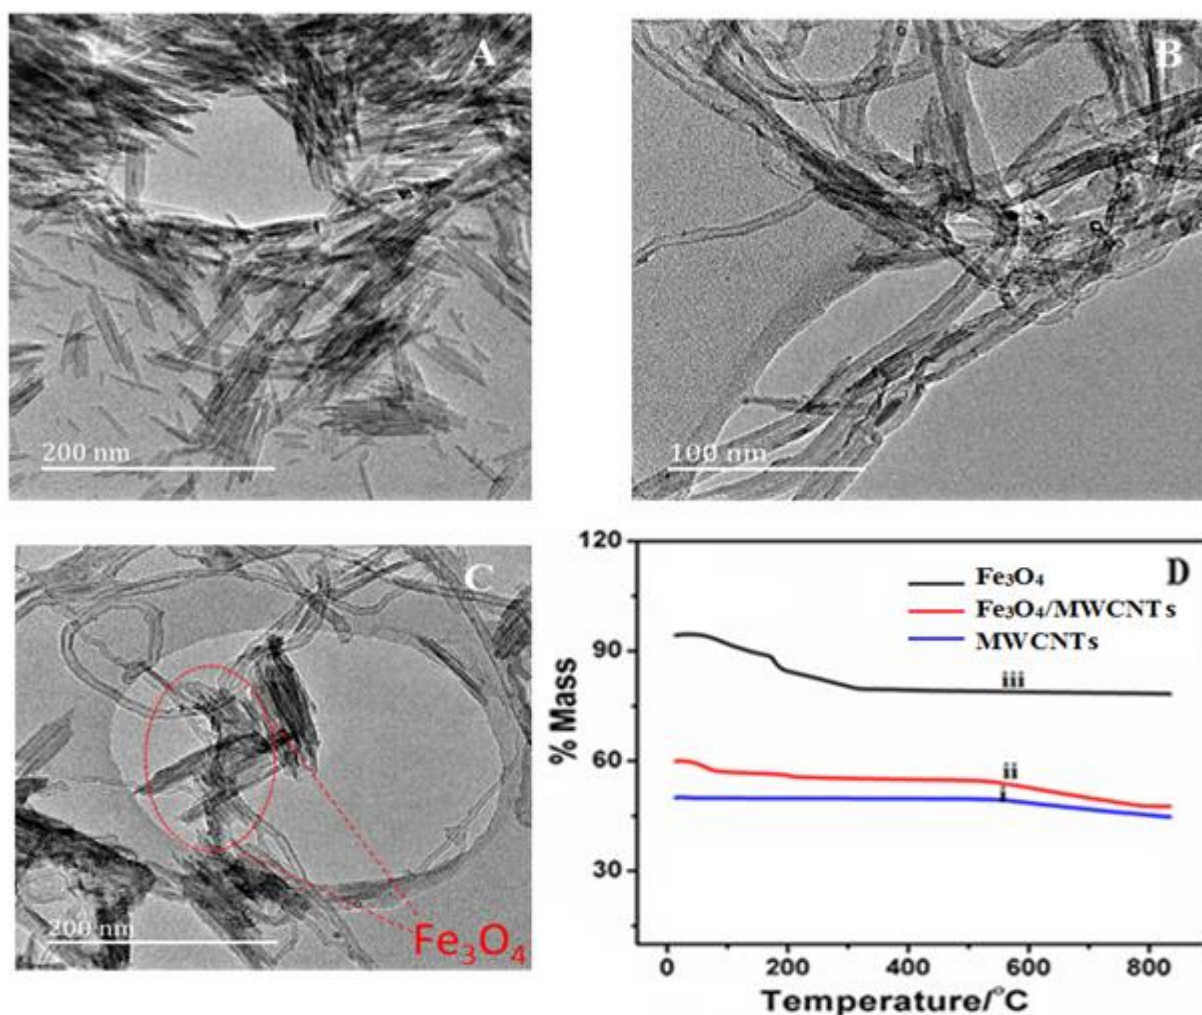 A
200 nm
B
100 nm
C
200 nm
Fe₃O₄
D
Fe₃O₄
Fe₃O₄/MWCNTs
MWCNTs
% Mass
120
90
60
30
iii
ii
i
0
200
400
600
800
Temperature/°C